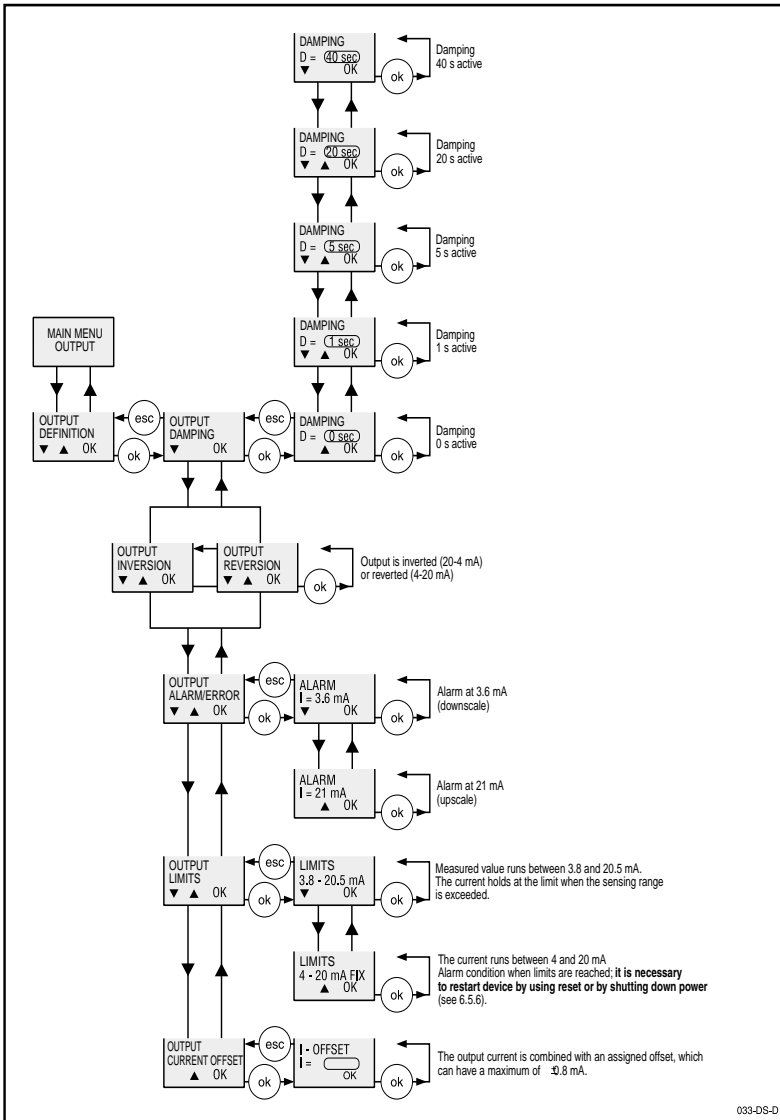 DAMPING
D = 40 sec
▼ OK
ok
Damping
40 s active
DAMPING
D = 20 sec
▼ ▲ OK
ok
Damping
20 s active
DAMPING
D = 5 sec
▼ ▲ OK
ok
Damping
5 s active
DAMPING
D = 1 sec
▼ ▲ OK
ok
Damping
1 s active
MAIN MENU
OUTPUT
OUTPUT
DEFINITION
▼ ▲ OK
esc
ok
OUTPUT
DAMPING
▼ OK
esc
ok
DAMPING
D = 0 sec
▼ ▲ OK
ok
Damping
0 s active
OUTPUT
INVERSION
▼ ▲ OK
OUTPUT
REVERSION
▼ ▲ OK
ok
Output is inverted (20-4 mA)
or reverted (4-20 mA)
OUTPUT
ALARM/ERROR
▼ ▲ OK
esc
ok
ALARM
I = 3.6 mA
▼ OK
ok
Alarm at 3.6 mA
(downscale)
ALARM
I = 21 mA
▲ OK
ok
Alarm at 21 mA
(upscale)
OUTPUT
LIMITS
▼ ▲ OK
esc
ok
LIMITS
3.8 - 20.5 mA
▼ OK
ok
Measured value runs between 3.8 and 20.5 mA.
The current holds at the limit when the sensing range
is exceeded.
LIMITS
4 - 20 mA FIX
▲ OK
ok
The current runs between 4 and 20 mA
Alarm condition when limits are reached; it is necessary
to restart device by using reset or by shutting down power
(see 6.5.6).
OUTPUT
CURRENT OFFSET
▲ OK
esc
ok
I - OFFSET
I =
OK
The output current is combined with an assigned offset, which
can have a maximum of ±0.8 mA.
033-DS-D